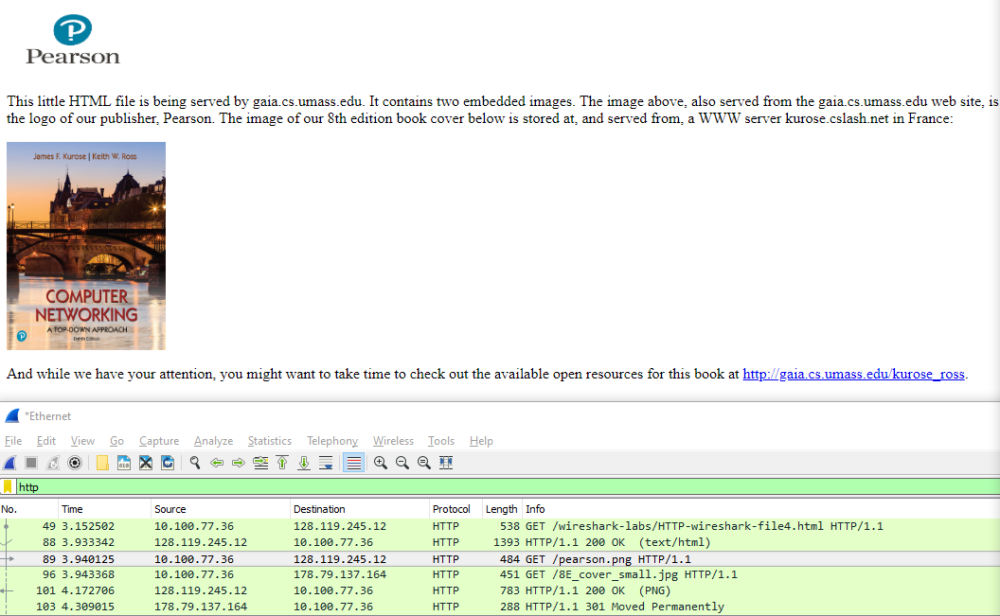 Pearson
This little HTML file is being served by gaia.cs.umass.edu. It contains two embedded images. The image above, also served from the gaia.cs.umass.edu web site, is
the logo of our publisher, Pearson. The image of our 8th edition book cover below is stored at, and served from, a WWW server kurose.cslash.net in France:
James F. Kurose | Keith W. Ross
COMPUTER
NETWORKING
A TOP-DOWN APPROACH
Eighth Edition
And while we have your attention, you might want to take time to check out the available open resources for this book at http://gaia.cs.umass.edu/kurose_ross.
*Ethernet
File Edit View Go Capture Analyze Statistics Telephony Wireless Tools Help
http
No. Time Source Destination Protocol Length Info
49 3.152502 10.100.77.36 128.119.245.12 HTTP 538 GET /wireshark-labs/HTTP-wireshark-file4.html HTTP/1.1
88 3.933342 128.119.245.12 10.100.77.36 HTTP 1393 HTTP/1.1 200 OK (text/html)
89 3.940125 10.100.77.36 128.119.245.12 HTTP 484 GET /pearson.png HTTP/1.1
96 3.943368 10.100.77.36 178.79.137.164 HTTP 451 GET /8E_cover_small.jpg HTTP/1.1
101 4.172706 128.119.245.12 10.100.77.36 HTTP 783 HTTP/1.1 200 OK (PNG)
103 4.309015 178.79.137.164 10.100.77.36 HTTP 288 HTTP/1.1 301 Moved Permanently